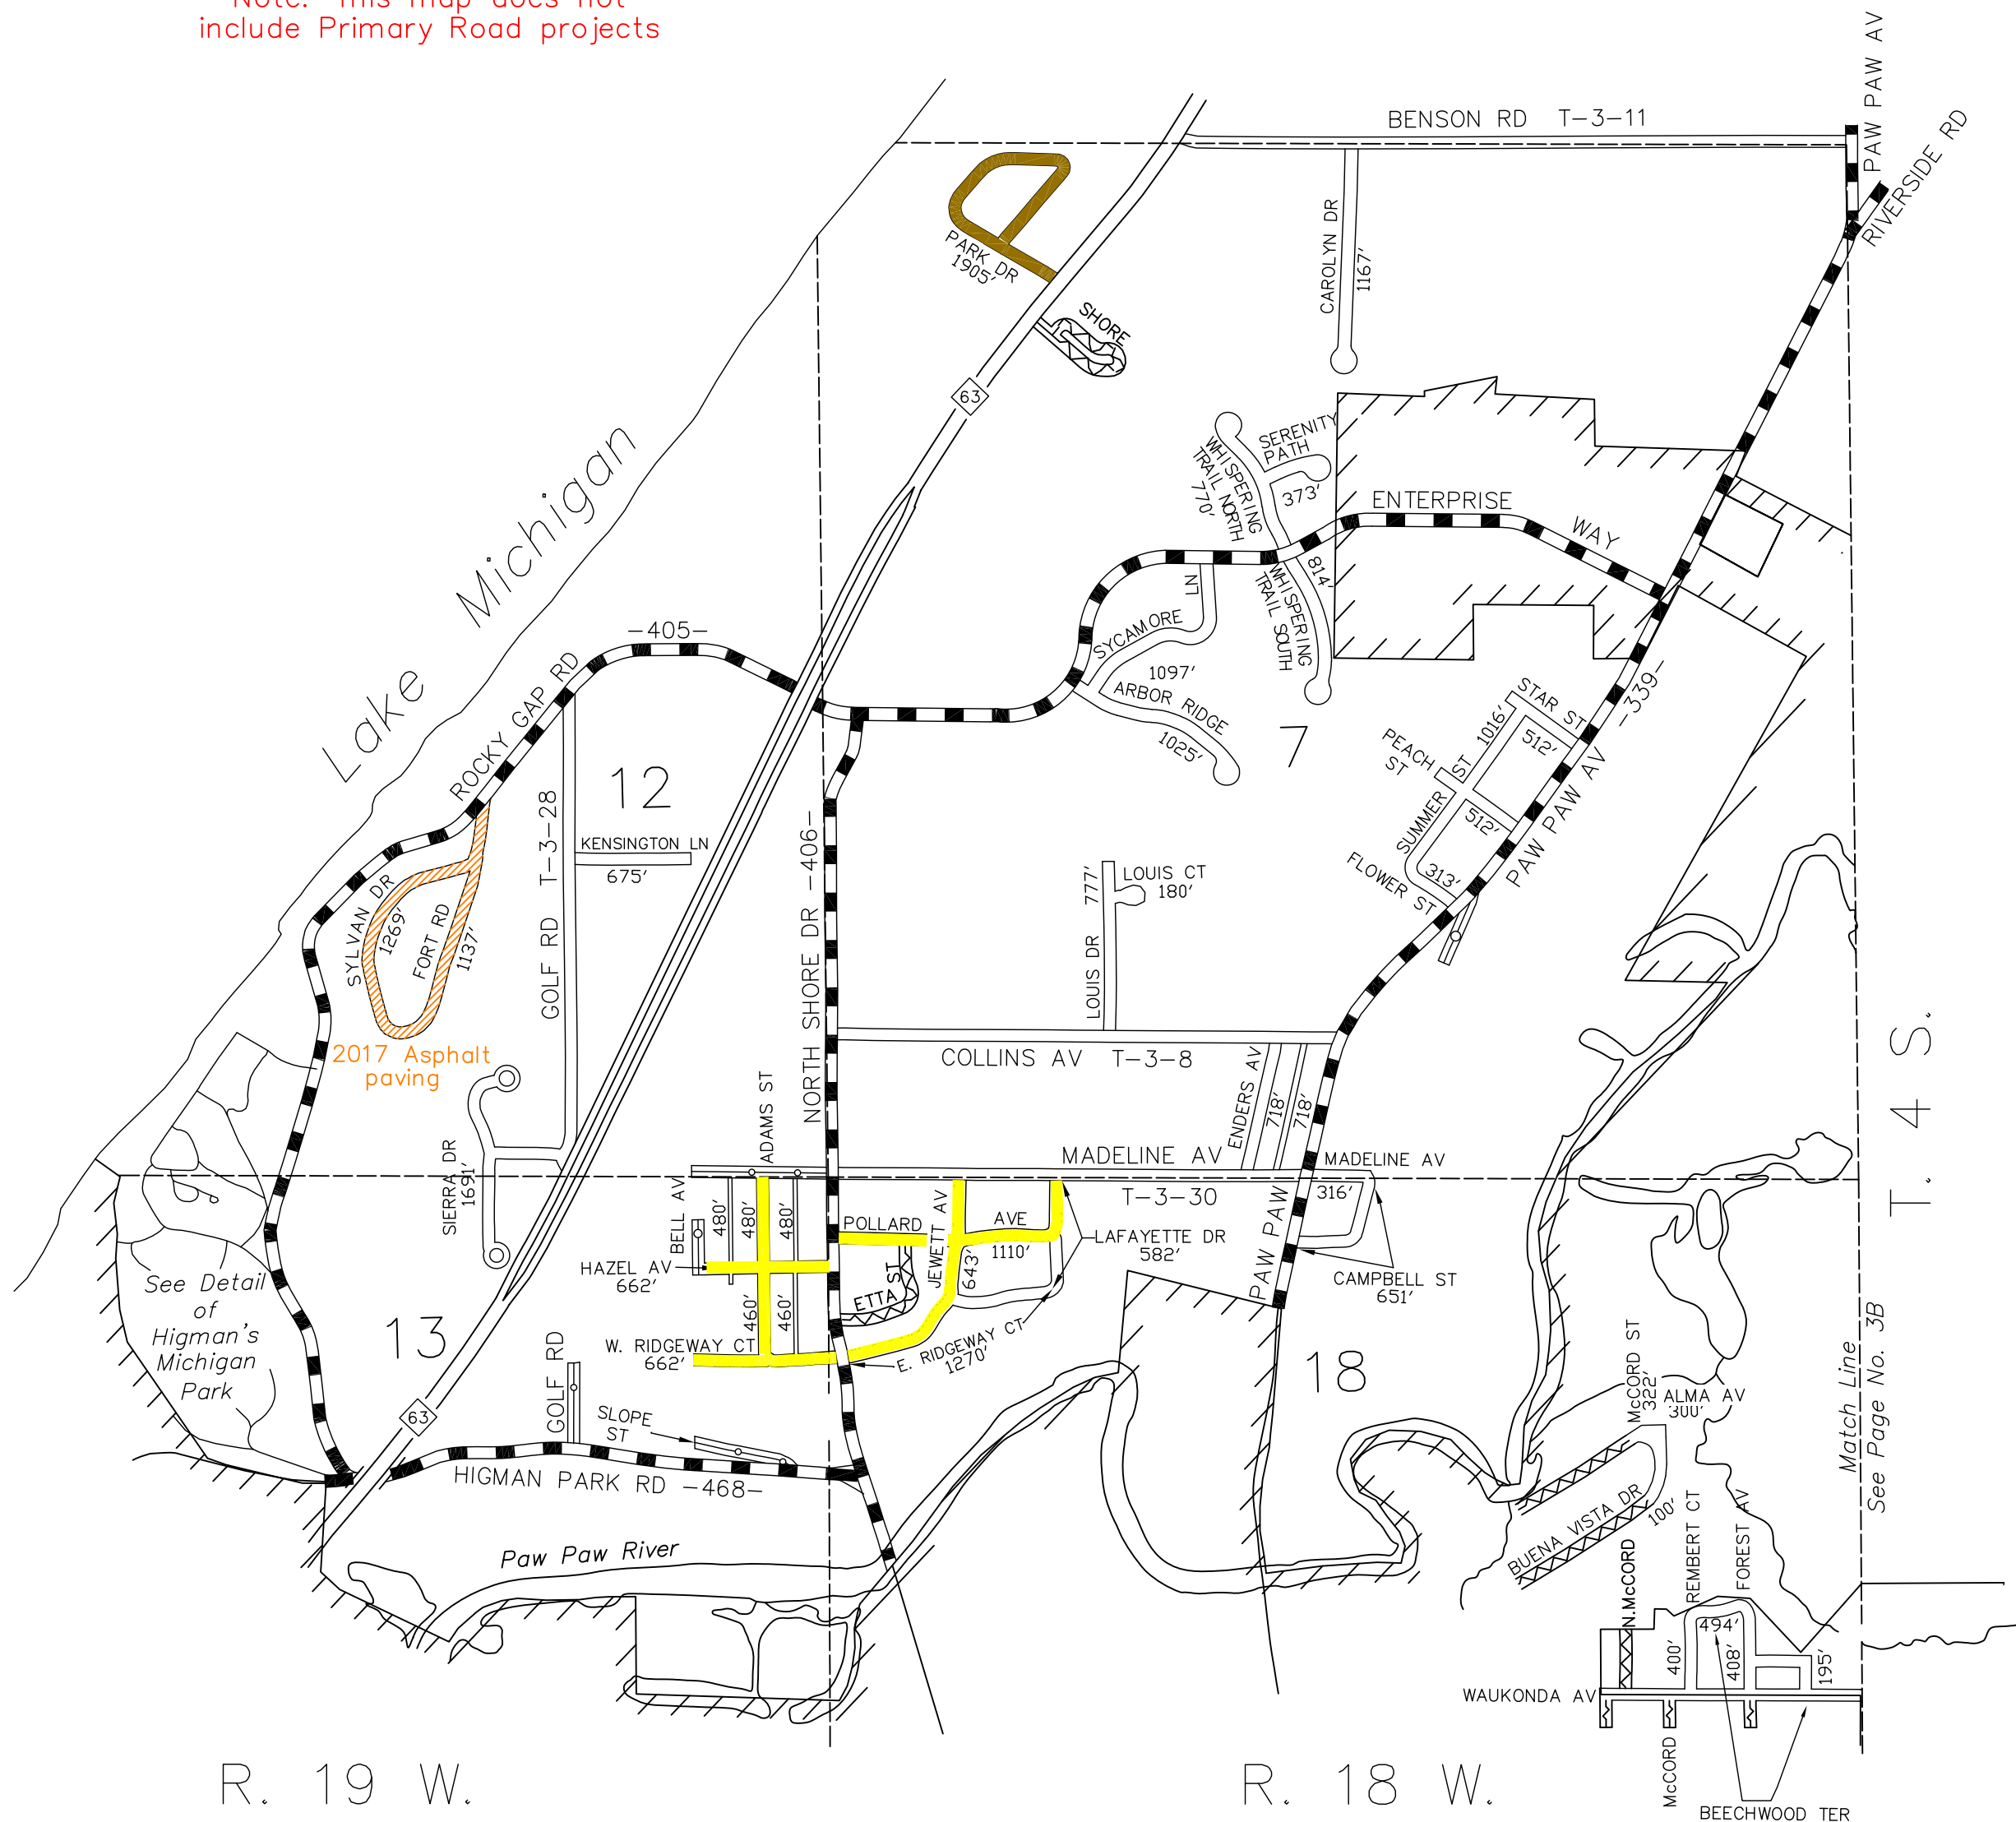 Note: This map does not
include Primary Road projects
BENSON RD T-3-11
PAW PAW AV
RIVERSIDE RD
PARK DR
1905'
SHORE
CAROLYN DR
1167'
63
Lake Michigan
SERENITY
PATH
373'
WHISPERING
TRAIL NORTH
770'
ENTERPRISE
WAY
814'
WHISPERING
TRAIL SOUTH
SYCAMORE
LN
1097'
ARBOR RIDGE
1025'
7
-405-
ROCKY GAP RD
12
GOLF RD T-3-28
KENSINGTON LN
675'
NORTH SHORE DR -406-
STAR ST
512'
1016'
PEACH
ST
SUMMER ST
512'
FLOWER ST
313'
PAW PAW AV -339-
LOUIS CT
180'
777'
LOUIS DR
SYLVAN DR
1269'
FORT RD
1137'
2017 Asphalt
paving
COLLINS AV T-3-8
ENDERS AV
718'
718'
T. 4 S.
SIERRA DR
1691'
ADAMS ST
MADELINE AV
T-3-30
MADELINE AV
316'
BELL AV
480'
480'
480'
POLLARD
AVE
1110'
JEWETT AV
643'
LAFAYETTE DR
582'
PAW PAW
CAMPBELL ST
651'
HAZEL AV
662'
ETTA ST
460'
460'
W. RIDGEWAY CT
662'
E. RIDGEWAY CT
1270'
See Detail
of
Higman's
Michigan
Park
13
18
63
GOLF RD
SLOPE
ST
HIGMAN PARK RD -468-
Paw Paw River
McCORD ST
322'
ALMA AV
300'
BUENA VISTA DR
100'
Match Line
See Page No. 3B
N.McCORD
REMBERT CT
FOREST AV
494'
400'
408'
195'
WAUKONDA AV
McCORD
BEECHWOOD TER
R. 19 W.
R. 18 W.